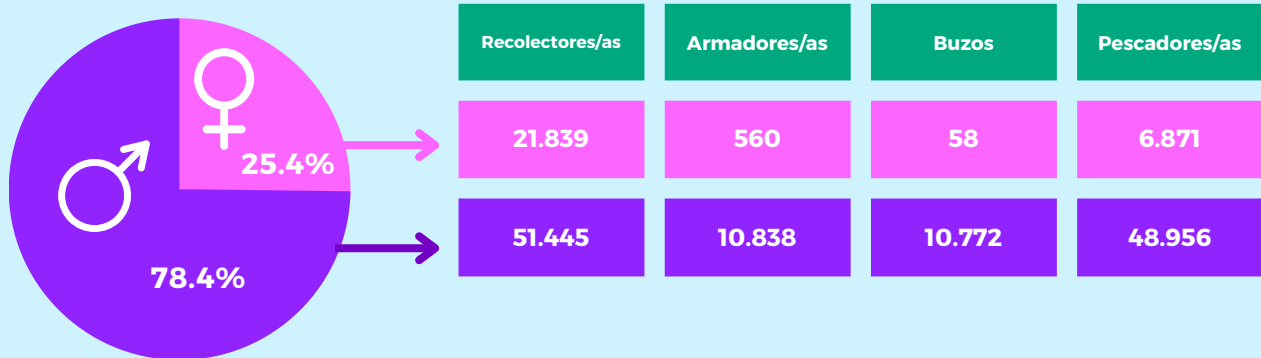 Recolectores/as Armadores/as Buzos Pescadores/as
25.4% 21.839 560 58 6.871
78.4% 51.445 10.838 10.772 48.956